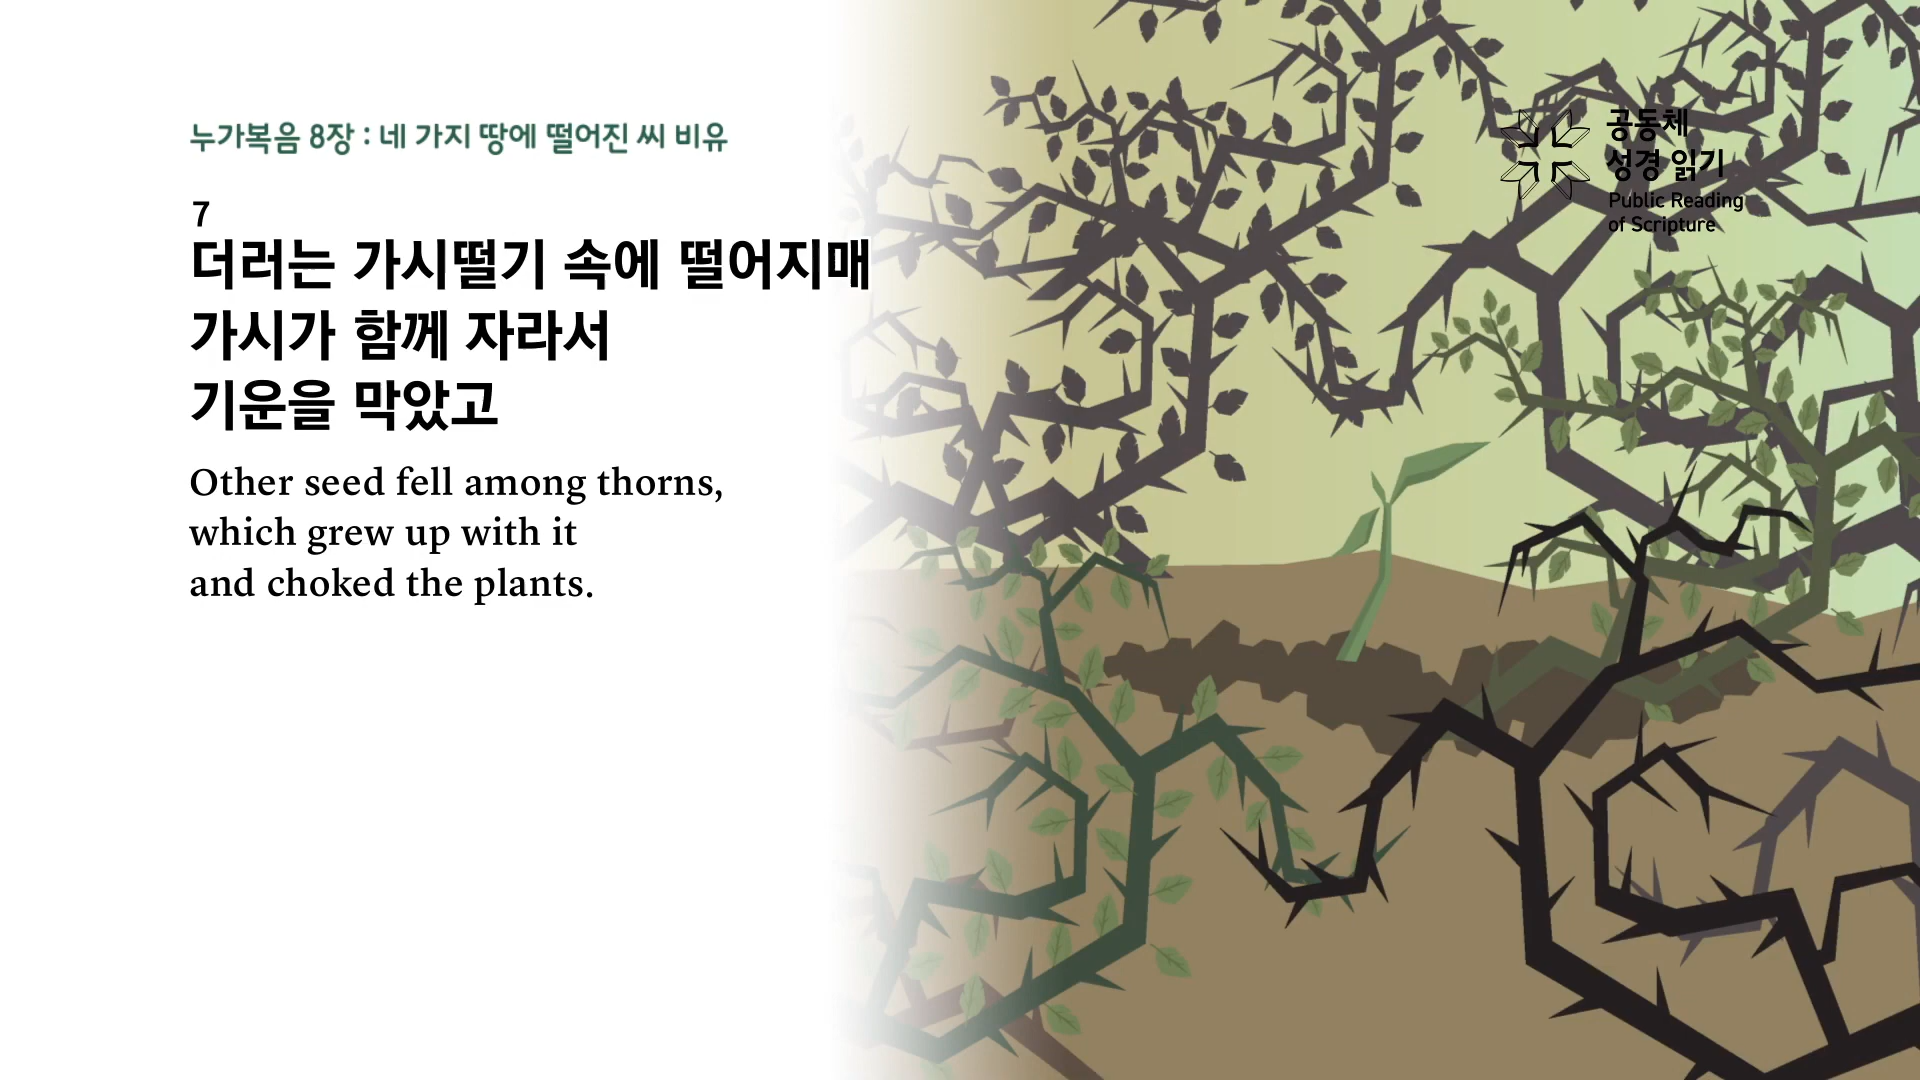 누가복음 8장 : 네 가지 땅에 떨어진 씨 비유
7
더러는 가시떨기 속에 떨어지매
가시가 함께 자라서
기운을 막았고
Other seed fell among thorns,
which grew up with it
and choked the plants.
공동체
성경 읽기
Public Reading
of Scripture